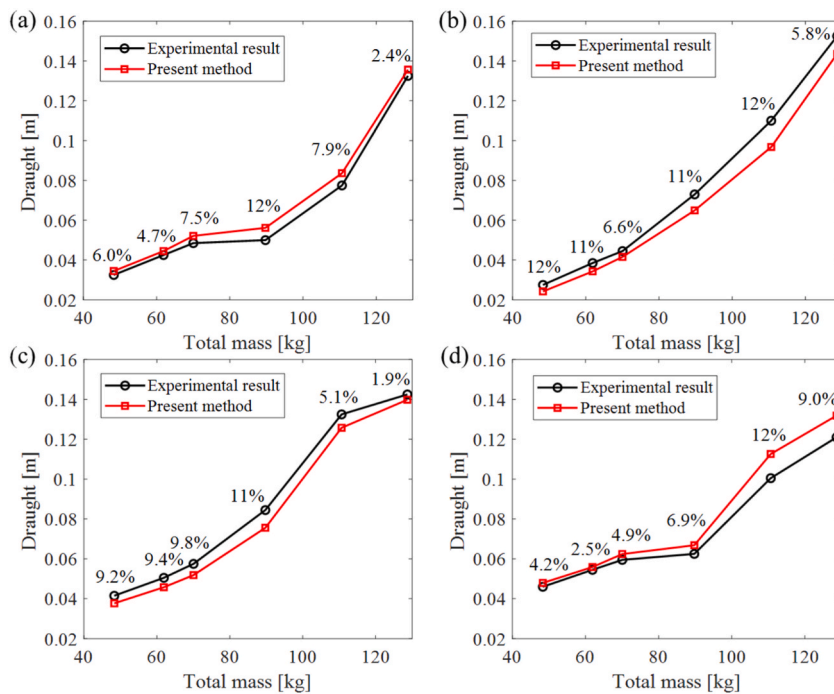 (a)
0.16
0.14
0.12
0.1
0.08
0.06
0.04
0.02
Draught [m]
Experimental result
Present method
6.0%
4.7%
7.5%
12%
7.9%
2.4%
40 60 80 100 120
Total mass [kg]
(b)
0.16
0.14
0.12
0.1
0.08
0.06
0.04
0.02
Draught [m]
Experimental result
Present method
12%
11%
6.6%
11%
12%
5.8%
40 60 80 100 120
Total mass [kg]
(c)
0.16
0.14
0.12
0.1
0.08
0.06
0.04
0.02
Draught [m]
Experimental result
Present method
9.2%
9.4%
9.8%
11%
5.1%
1.9%
40 60 80 100 120
Total mass [kg]
(d)
0.16
0.14
0.12
0.1
0.08
0.06
0.04
0.02
Draught [m]
Experimental result
Present method
4.2%
2.5%
4.9%
6.9%
12%
9.0%
40 60 80 100 120
Total mass [kg]